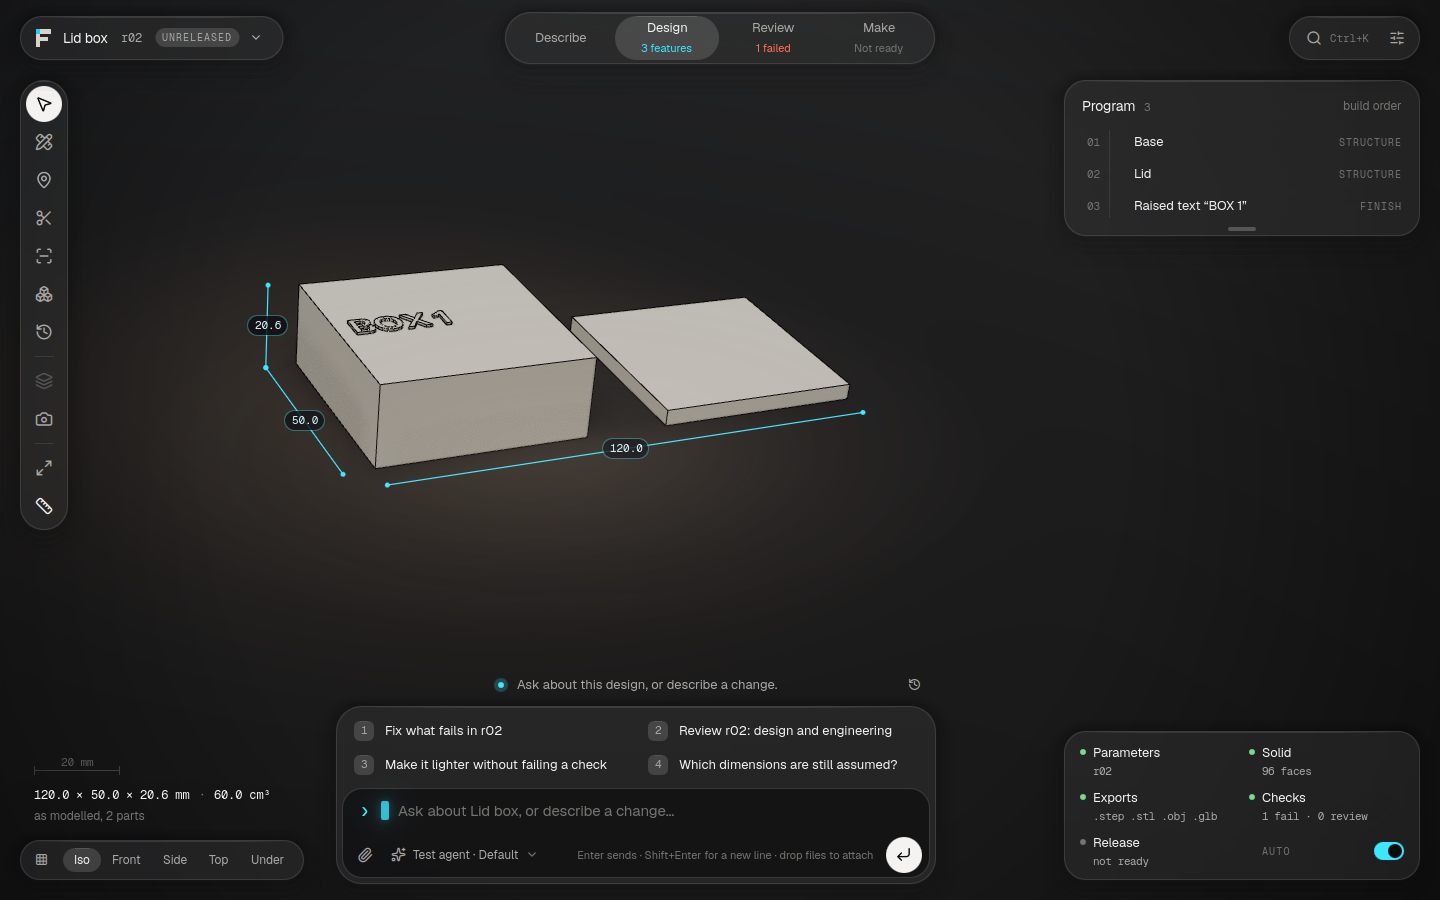 Lid box r02 UNRELEASED
Describe
Design
3 features
Review
1 failed
Make
Not ready
Ctrl+K
Program 3 build order
01 Base STRUCTURE
02 Lid STRUCTURE
03 Raised text “BOX 1” FINISH
BOX 1
20.6
50.0
120.0
Ask about this design, or describe a change.
1 Fix what fails in r02
2 Review r02: design and engineering
3 Make it lighter without failing a check
4 Which dimensions are still assumed?
Ask about Lid box, or describe a change...
Test agent · Default
Enter sends · Shift+Enter for a new line · drop files to attach
20 mm
120.0 × 50.0 × 20.6 mm · 60.0 cm³
as modelled, 2 parts
Iso Front Side Top Under
Parameters
r02
Solid
96 faces
Exports
.step .stl .obj .glb
Checks
1 fail · 0 review
Release
not ready
AUTO